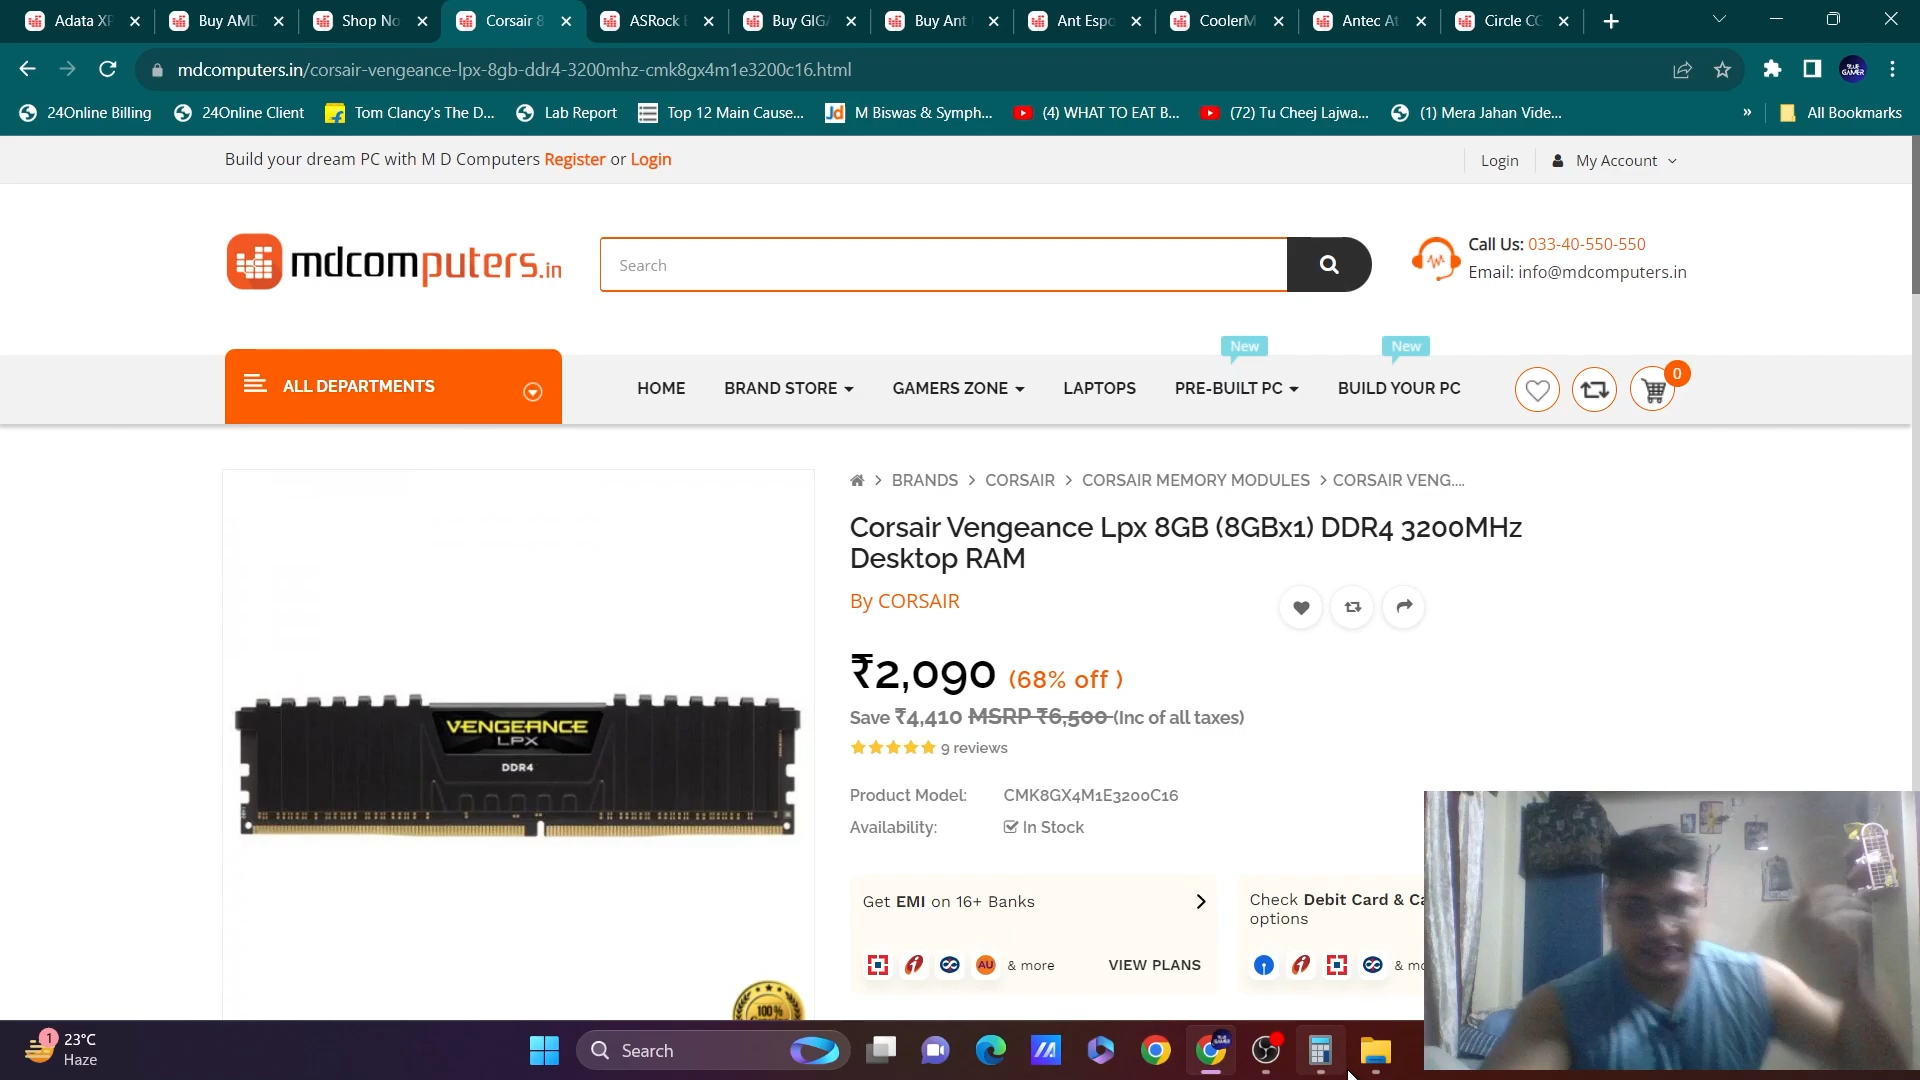 Adata XP
Buy AMD
Shop No
Corsair 8
ASRock B
Buy GIGA
Buy Ant
Ant Espo
CoolerM
Antec At
Circle CG
mdcomputers.in/corsair-vengeance-lpx-8gb-ddr4-3200mhz-cmk8gx4m1e3200c16.html
24Online Billing
24Online Client
Tom Clancy's The D...
Lab Report
Top 12 Main Cause...
M Biswas & Symph...
(4) WHAT TO EAT B...
(72) Tu Cheej Lajwa...
(1) Mera Jahan Vide...
»
All Bookmarks
Build your dream PC with M D Computers Register or Login
Login
My Account
mdcomputers.in
Search
Call Us: 033-40-550-550
Email: info@mdcomputers.in
ALL DEPARTMENTS
HOME
BRAND STORE
GAMERS ZONE
LAPTOPS
New
PRE-BUILT PC
New
BUILD YOUR PC
0
BRANDS > CORSAIR > CORSAIR MEMORY MODULES > CORSAIR VENG....
Corsair Vengeance Lpx 8GB (8GBx1) DDR4 3200MHz
Desktop RAM
By CORSAIR
₹2,090 (68% off )
Save ₹4,410 MSRP ₹6,500 (Inc of all taxes)
9 reviews
Product Model: CMK8GX4M1E3200C16
Availability: In Stock
VENGEANCE
LPX
DDR4
100%
Get EMI on 16+ Banks
AU
& more
VIEW PLANS
Check Debit Card & Ca
options
& mo
1
23°C
Haze
Search